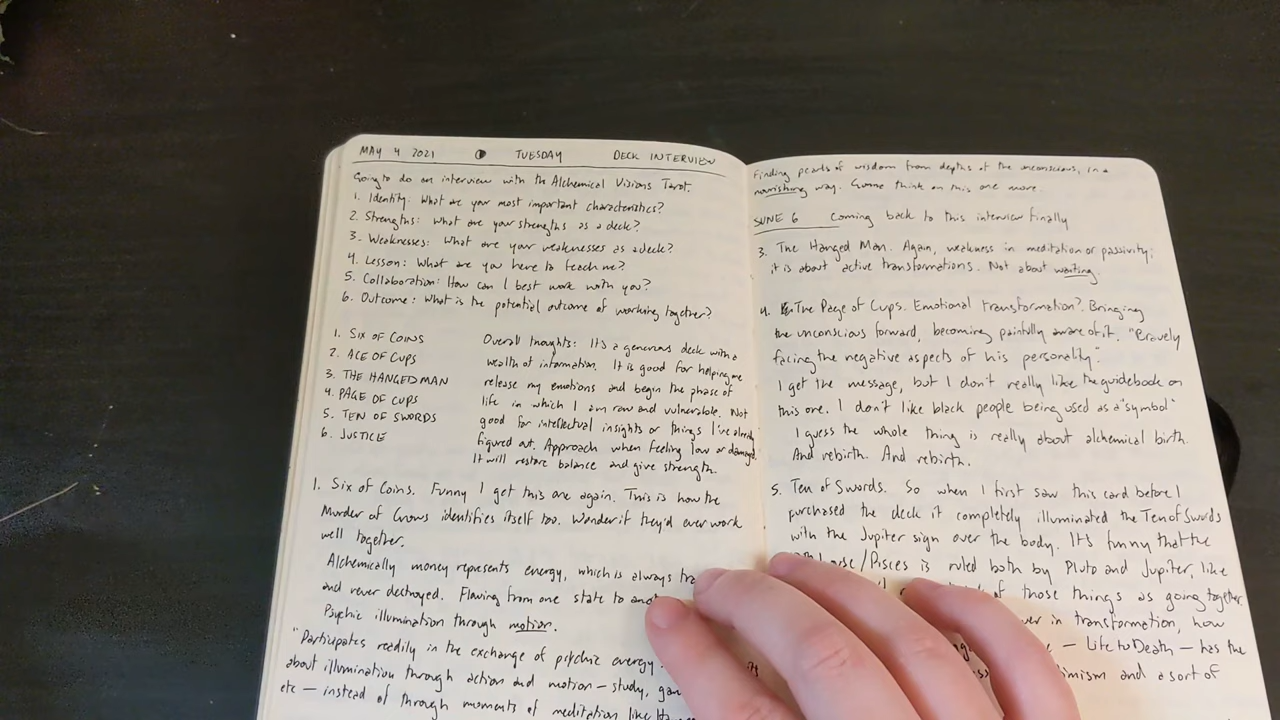 MAY 4 2021 TUESDAY DECK INTERVIEW
Going to do an interview with the Alchemical Visions Tarot.
1. Identity: What are your most important characteristics?
2. Strengths: What are your strengths as a deck?
3. Weaknesses: What are your weaknesses as a deck?
4. Lesson: What are you here to teach me?
5. Collaboration: How can I best work with you?
6. Outcome: What is the potential outcome of working together?
1. SIX OF COINS
2. ACE OF CUPS
3. THE HANGED MAN
4. PAGE OF CUPS
5. TEN OF SWORDS
6. JUSTICE
Overall thoughts: It's a generous deck with a
wealth of information. It is good for helping me
release my emotions and begin the phase of
life in which I am raw and vulnerable. Not
good for intellectual insights or things I've already
figured out. Approach when feeling low or damaged.
It will restore balance and give strength.
1. Six of Coins. Funny I get this one again. This is how the
Murder of Crows identifies itself too. Wonder if they'd ever work
well together.
Alchemically money represents energy, which is always
and never destroyed. Flowing from one state to
Psychic illumination through motion.
"Participates readily in the exchange of psychic energy
about illumination through action and motion – study,
etc – instead of through moments of meditation like
Finding pearls of wisdom from depths of the unconscious, in a
nourishing way. Gonna think on this one more.
JUNE 6 Coming back to this interview finally
3. The Hanged Man. Again, weakness in meditation or passivity;
it is about active transformations. Not about waiting.
4. The Page of Cups. Emotional transformation?. Bringing
the unconscious forward, becoming painfully aware of it. "Bravely
facing the negative aspects of his personality".
I get the message, but I don't really like the guidebook on
this one. I don't like black people being used as a "symbol"
I guess the whole thing is really about alchemical birth.
And rebirth. And rebirth.
5. Ten of Swords. So when I first saw this card before I
purchased the deck it completely illuminated the Ten of Swords
with the Jupiter sign over the body. It's funny that the
/Pisces is ruled both by Pluto and Jupiter, like
of those things as going together
in transformation, how
– Life to Death – has the
and a sort of